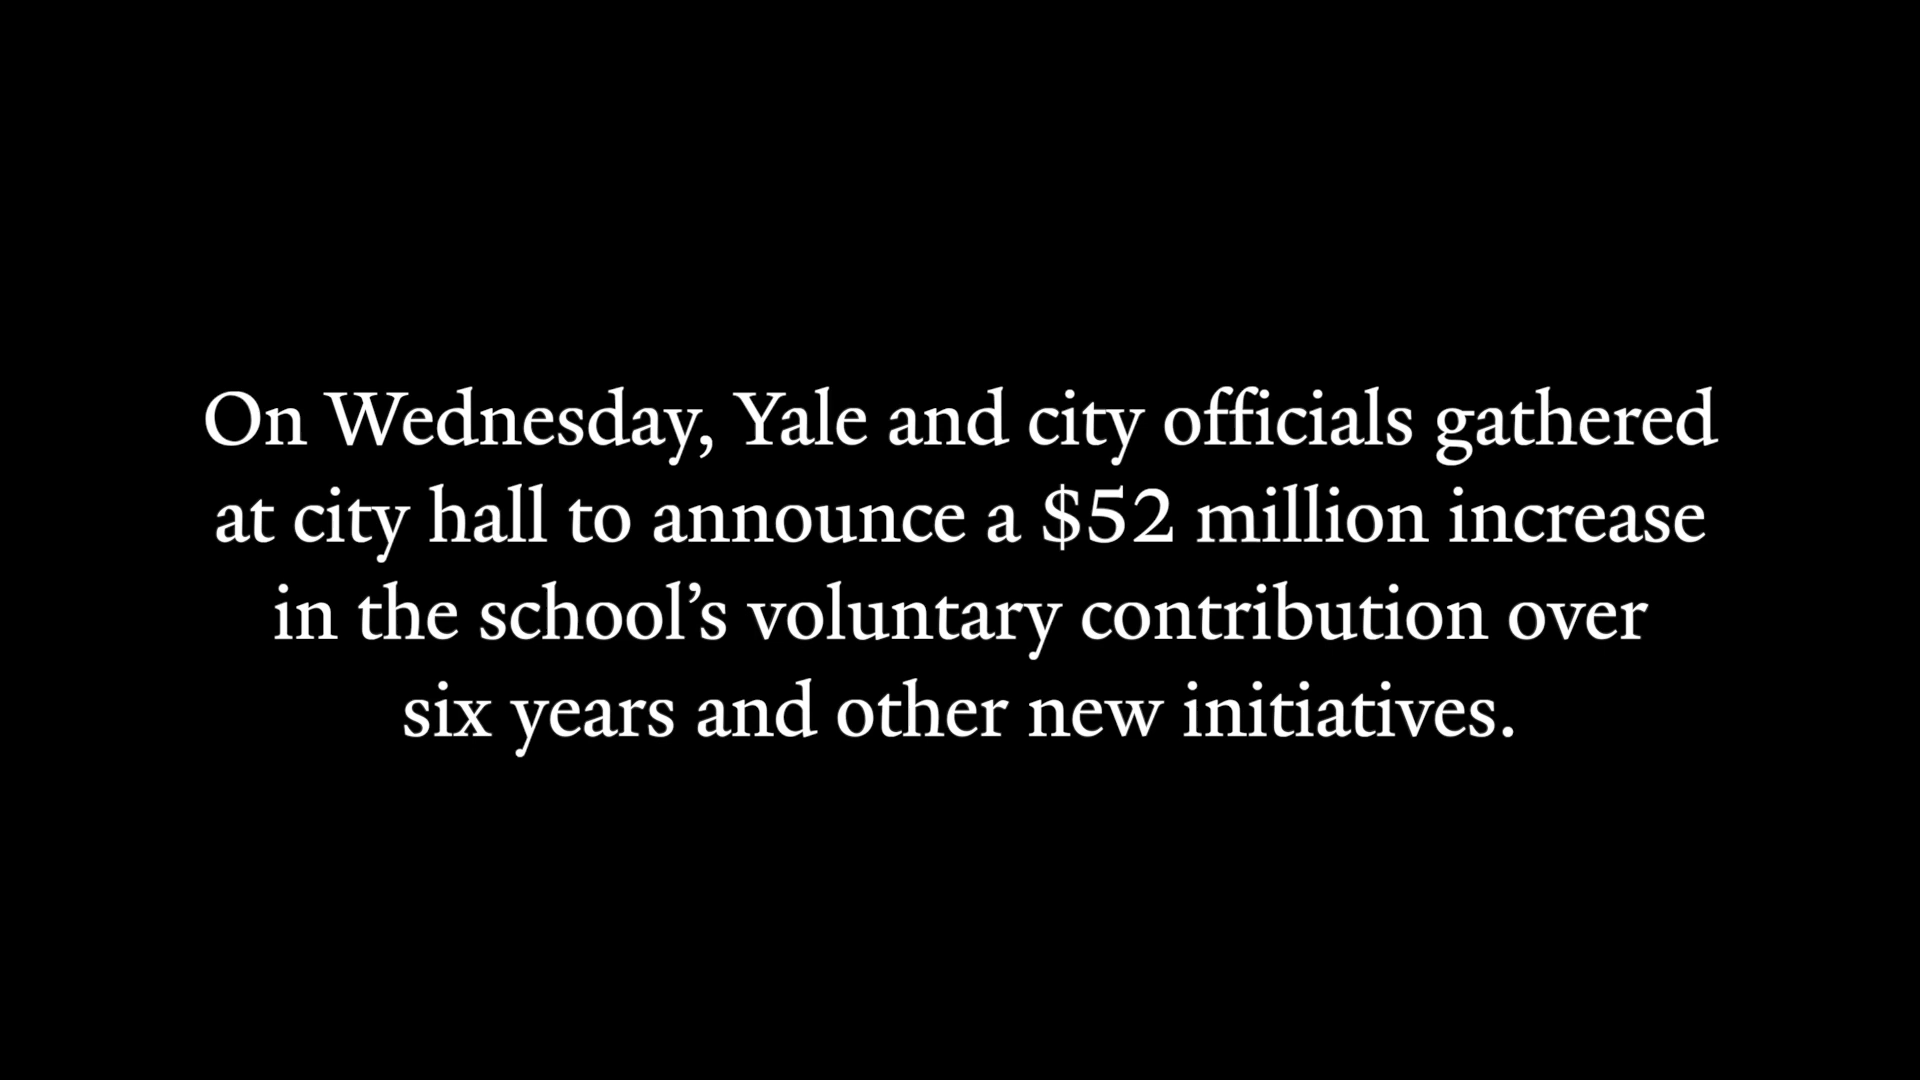 On Wednesday, Yale and city officials gathered
at city hall to announce a $52 million increase
in the school’s voluntary contribution over
six years and other new initiatives.